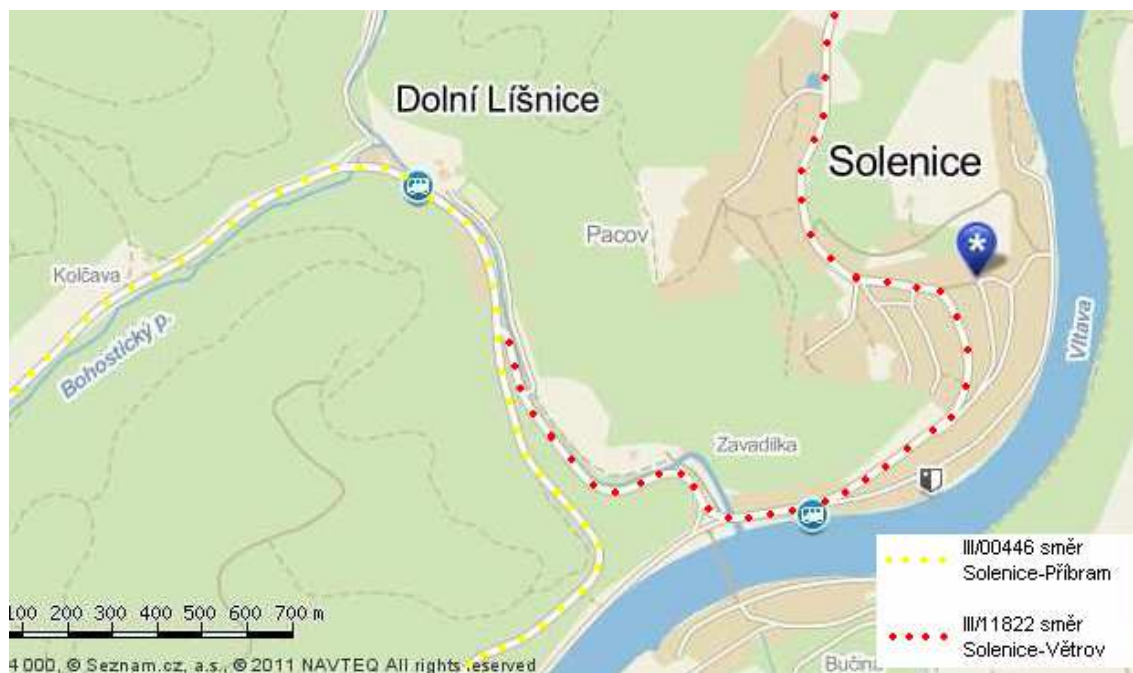 Dolní Líšnice
Solenice
Pacov
Kolčava
Bohostický p.
Vltava
Zavadilka
III/00446 směr
Solenice-Příbram
III/11822 směr
Solenice-Větrov
100 200 300 400 500 600 700 m
4 000, © Seznam.cz, a.s., © 2011 NAVTEQ All rights reserved